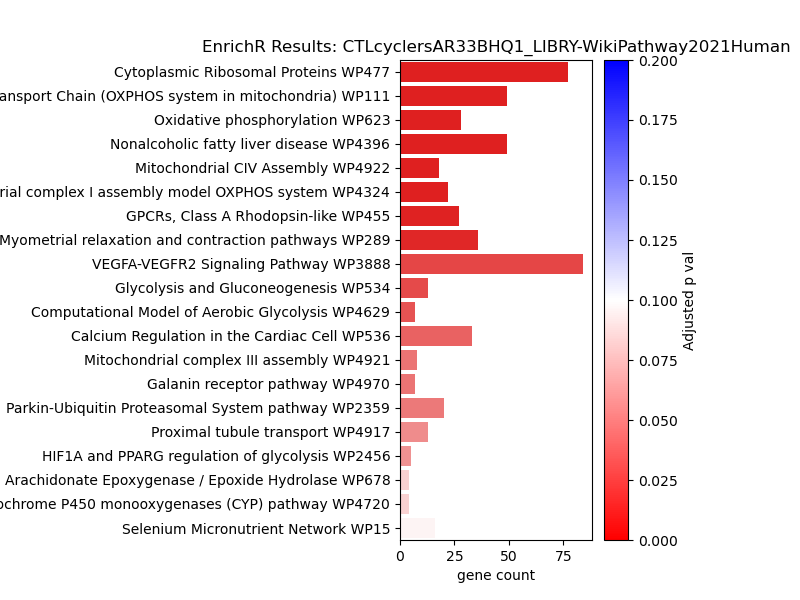 EnrichR Results: CTLcyclersAR33BHQ1_LIBRY-WikiPathway2021Human
Cytoplasmic Ribosomal Proteins WP477
Chain (OXPHOS system in mitochondria) WP111
Oxidative phosphorylation WP623
Nonalcoholic fatty liver disease WP4396
Mitochondrial CIV Assembly WP4922
complex I assembly model OXPHOS system WP4324
GPCRs, Class A Rhodopsin-like WP455
Myometrial relaxation and contraction pathways WP289
VEGFA-VEGFR2 Signaling Pathway WP3888
Glycolysis and Gluconeogenesis WP534
Computational Model of Aerobic Glycolysis WP4629
Calcium Regulation in the Cardiac Cell WP536
Mitochondrial complex III assembly WP4921
Galanin receptor pathway WP4970
Parkin-Ubiquitin Proteasomal System pathway WP2359
Proximal tubule transport WP4917
HIF1A and PPARG regulation of glycolysis WP2456
Arachidonate Epoxygenase / Epoxide Hydrolase WP678
P450 monooxygenases (CYP) pathway WP4720
Selenium Micronutrient Network WP15
0 25 50 75
gene count
0.200
0.175
0.150
0.125
0.100
0.075
0.050
0.025
0.000
Adjusted p val